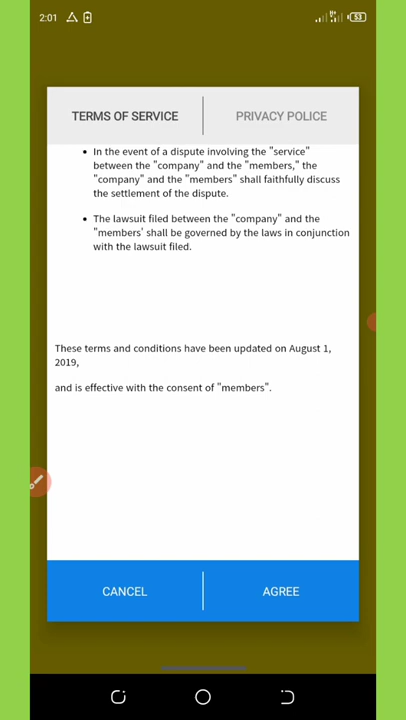 2:01
53
TERMS OF SERVICE
PRIVACY POLICE
• In the event of a dispute involving the "service"
between the "company" and the "members," the
"company" and the "members" shall faithfully discuss
the settlement of the dispute.
• The lawsuit filed between the "company" and the
"members' shall be governed by the laws in conjunction
with the lawsuit filed.
These terms and conditions have been updated on August 1,
2019,
and is effective with the consent of "members".
CANCEL
AGREE